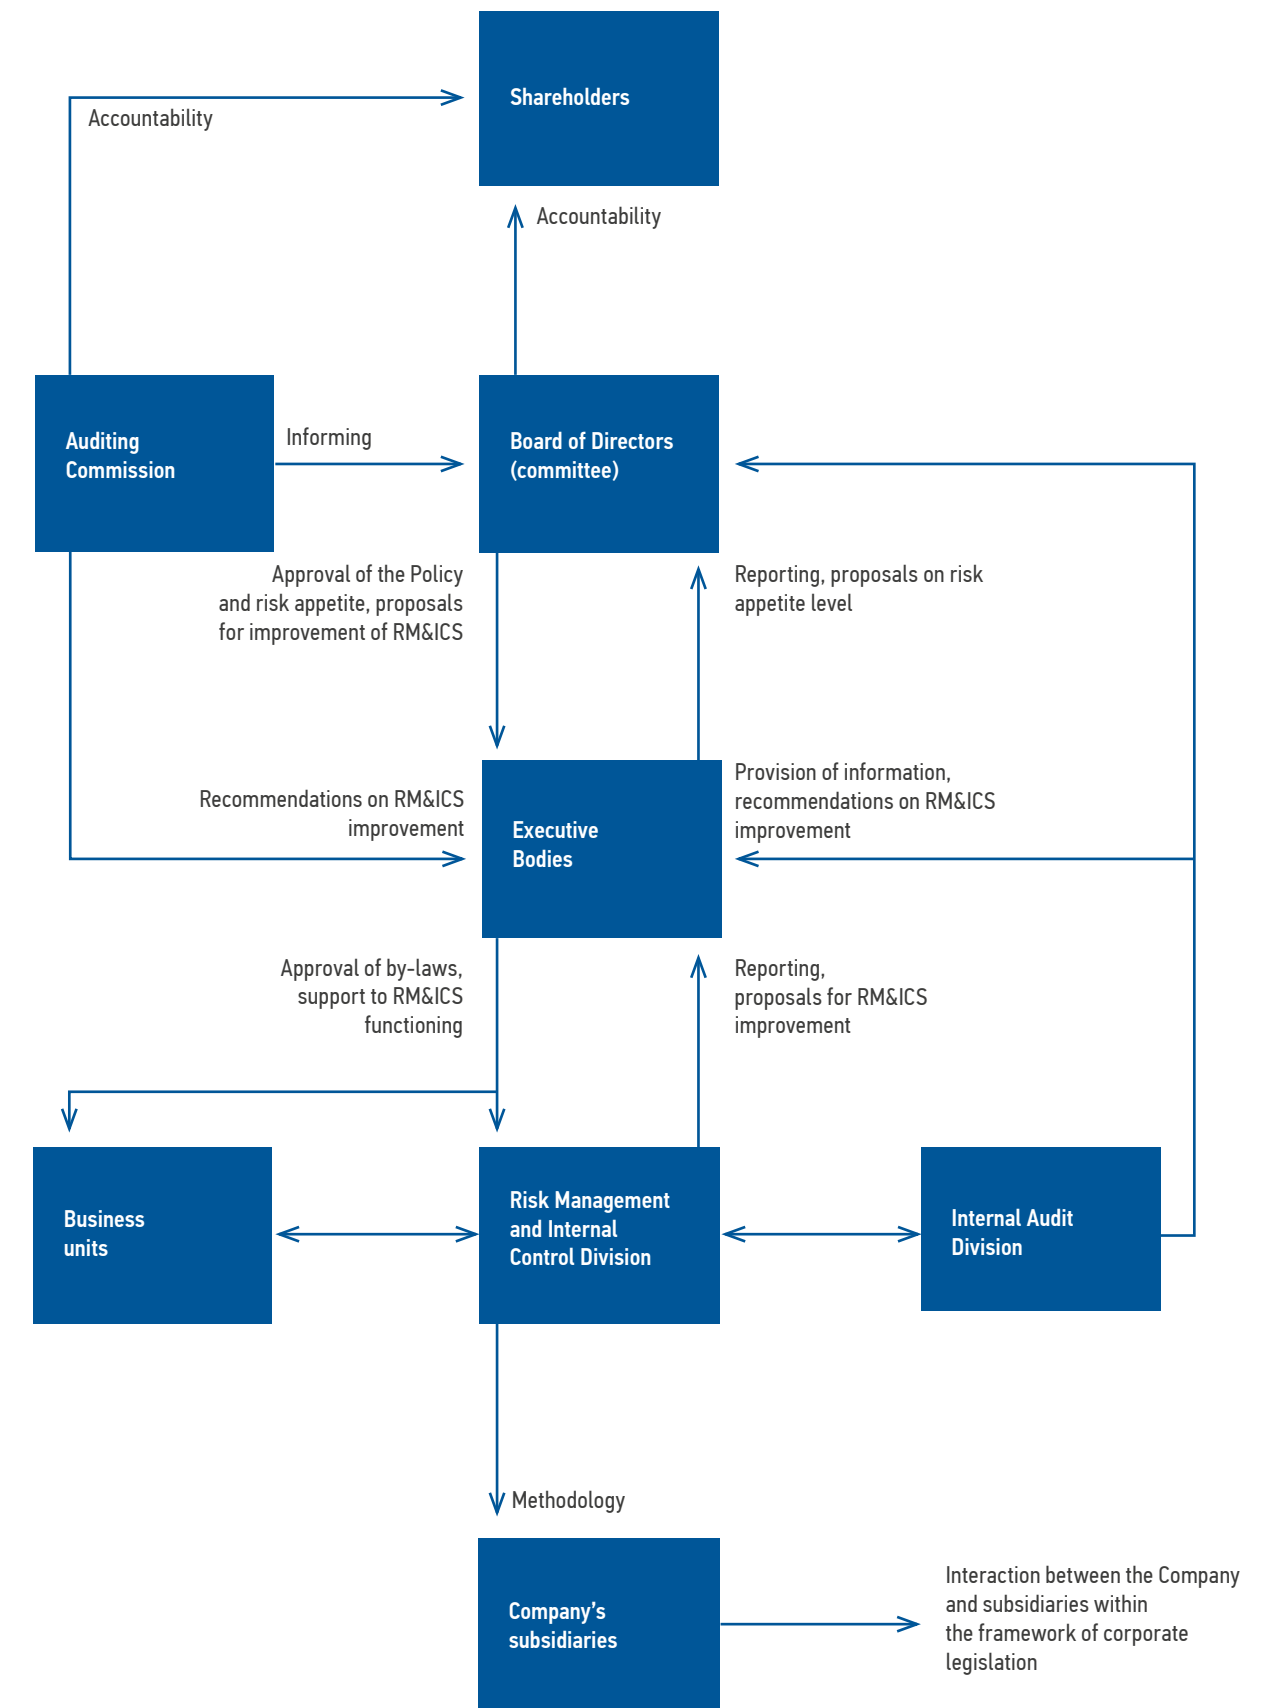 Shareholders
Accountability
Accountability
Auditing
Commission
Informing
Board of Directors
(committee)
Approval of the Policy
and risk appetite, proposals
for improvement of RM&ICS
Reporting, proposals on risk
appetite level
Recommendations on RM&ICS
improvement
Executive
Bodies
Provision of information,
recommendations on RM&ICS
improvement
Approval of by-laws,
support to RM&ICS
functioning
Reporting,
proposals for RM&ICS
improvement
Business
units
Risk Management
and Internal
Control Division
Internal Audit
Division
Methodology
Company’s
subsidiaries
Interaction between the Company
and subsidiaries within
the framework of corporate
legislation